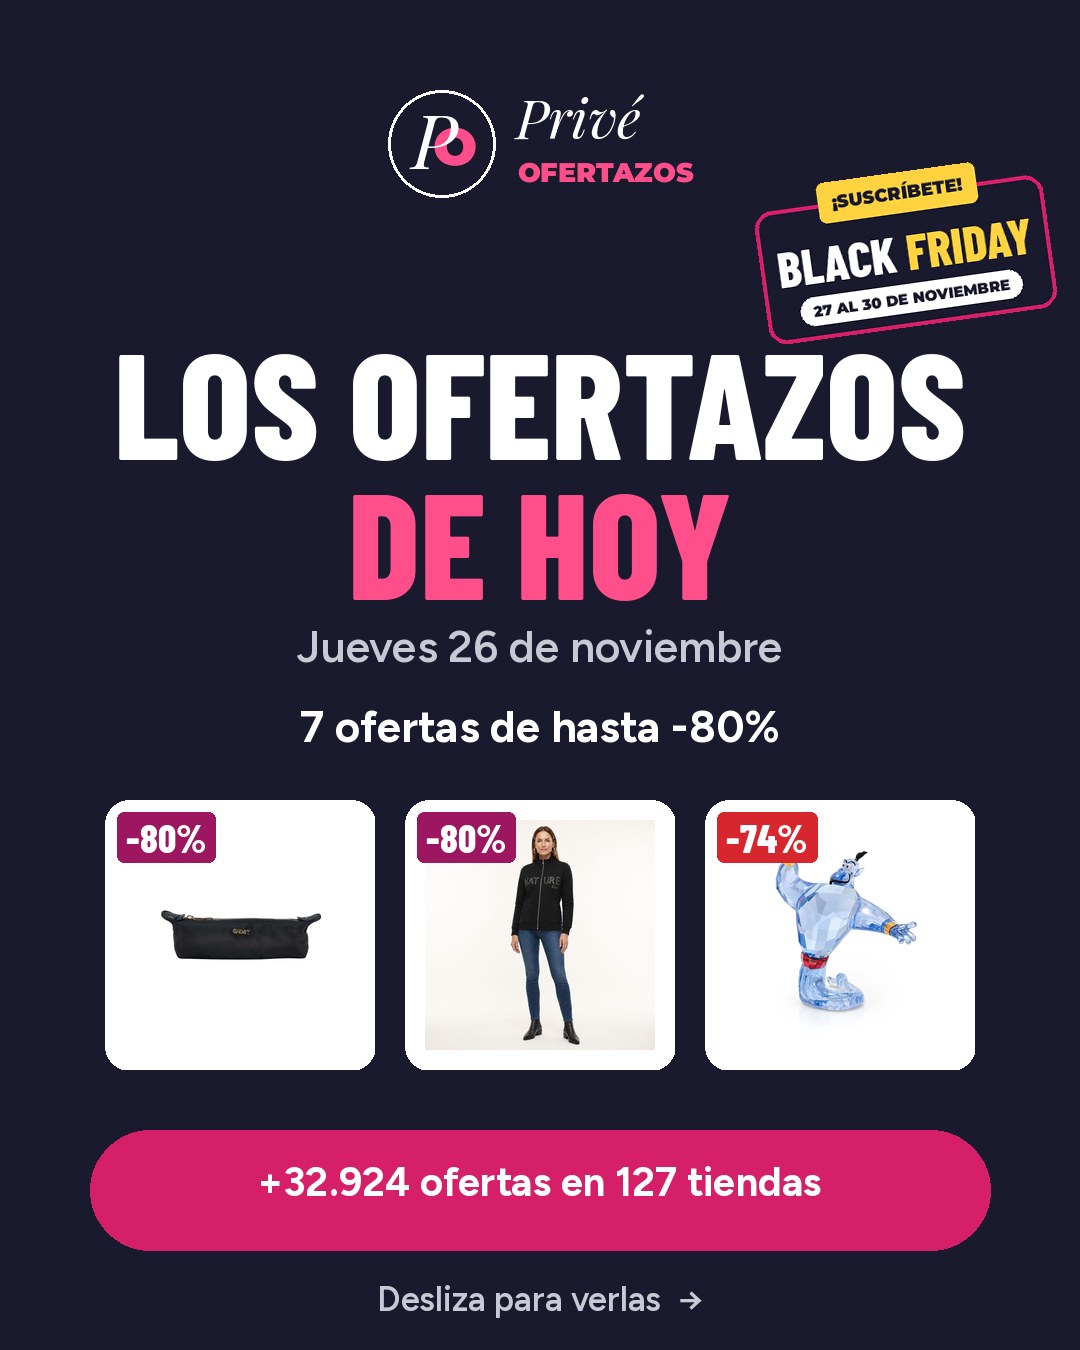 Po
Privé
OFERTAZOS
¡SUSCRÍBETE!
BLACK FRIDAY
27 AL 30 DE NOVIEMBRE
LOS OFERTAZOS
DE HOY
Jueves 26 de noviembre
7 ofertas de hasta -80%
-80%
-80%
-74%
+32.924 ofertas en 127 tiendas
Desliza para verlas →